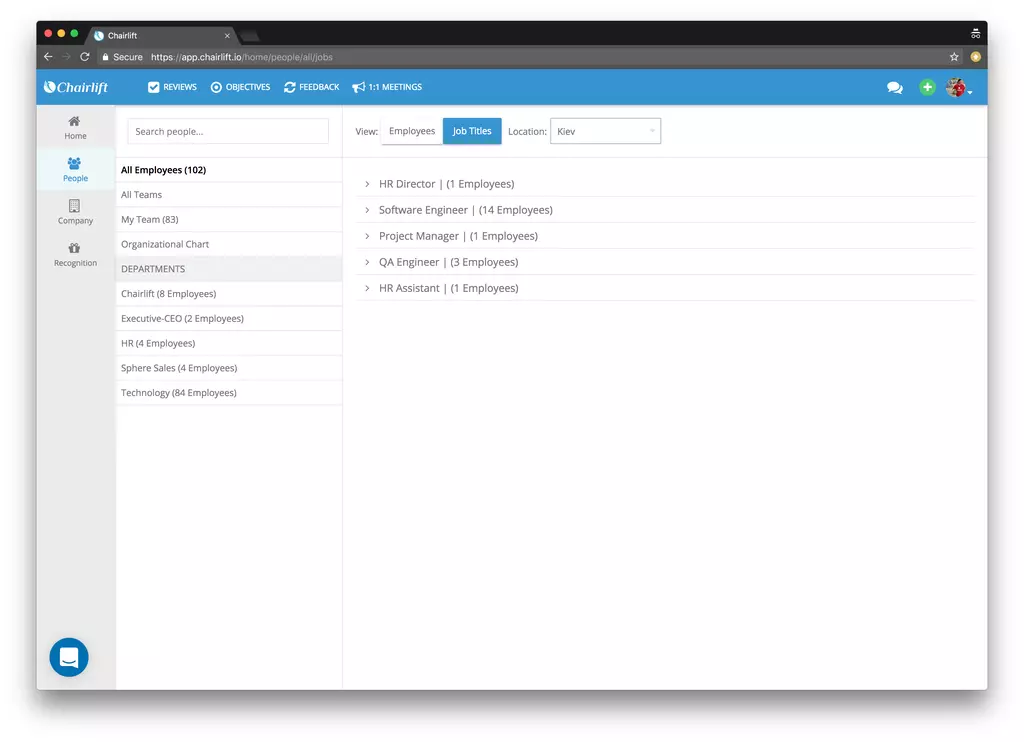 Chairlift
Secure https://app.chairlift.io/home/people/all/jobs
Chairlift REVIEWS OBJECTIVES FEEDBACK 1:1 MEETINGS
Home
People
Company
Recognition
Search people...
All Employees (102)
All Teams
My Team (83)
Organizational Chart
DEPARTMENTS
Chairlift (8 Employees)
Executive-CEO (2 Employees)
HR (4 Employees)
Sphere Sales (4 Employees)
Technology (84 Employees)
View: Employees Job Titles Location: Kiev
HR Director | (1 Employees)
Software Engineer | (14 Employees)
Project Manager | (1 Employees)
QA Engineer | (3 Employees)
HR Assistant | (1 Employees)